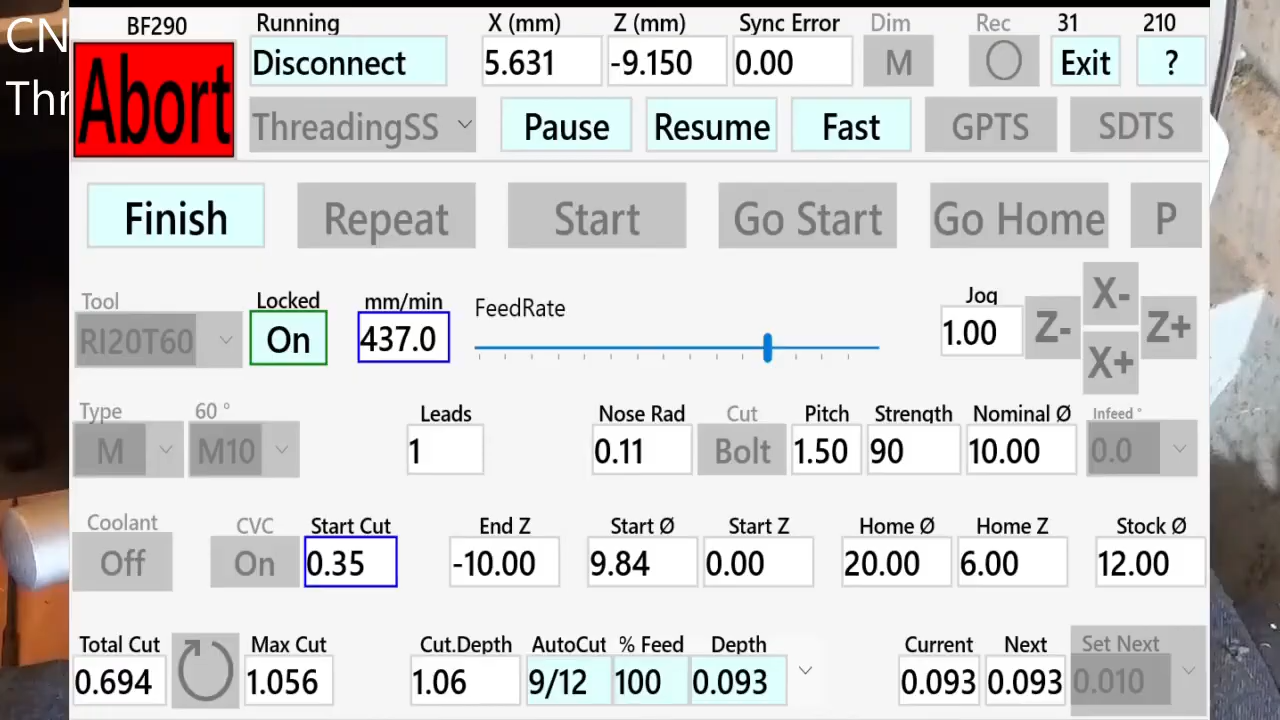 CN
Thr
BF290 Running X (mm) Z (mm) Sync Error Dim Rec 31 210
Abort Disconnect 5.631 -9.150 0.00 M Exit ?
ThreadingSS Pause Resume Fast GPTS SDTS
Finish Repeat Start Go Start Go Home P
Tool Locked mm/min FeedRate Jog X-
RI20T60 On 437.0 1.00 Z- Z+
X+
Type 60 ° Leads Nose Rad Cut Pitch Strength Nominal Ø Infeed °
M M10 1 0.11 Bolt 1.50 90 10.00 0.0
Coolant CVC Start Cut End Z Start Ø Start Z Home Ø Home Z Stock Ø
Off On 0.35 -10.00 9.84 0.00 20.00 6.00 12.00
Total Cut Max Cut Cut.Depth AutoCut % Feed Depth Current Next Set Next
0.694 1.056 1.06 9/12 100 0.093 0.093 0.093 0.010